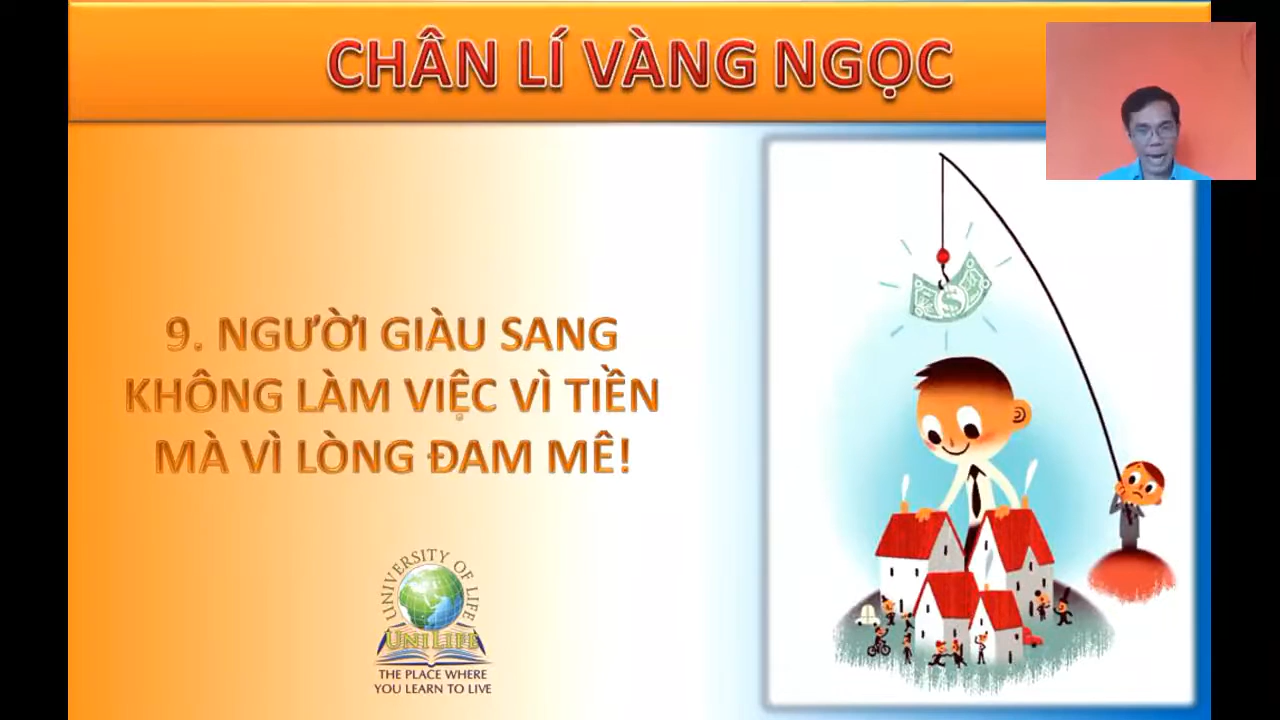 CHÂN LÍ VÀNG NGỌC
9. NGƯỜI GIÀU SANG
KHÔNG LÀM VIỆC VÌ TIỀN
MÀ VÌ LÒNG ĐAM MÊ!
UNIVERSITY OF LIFE
UNILIFE
THE PLACE WHERE
YOU LEARN TO LIVE